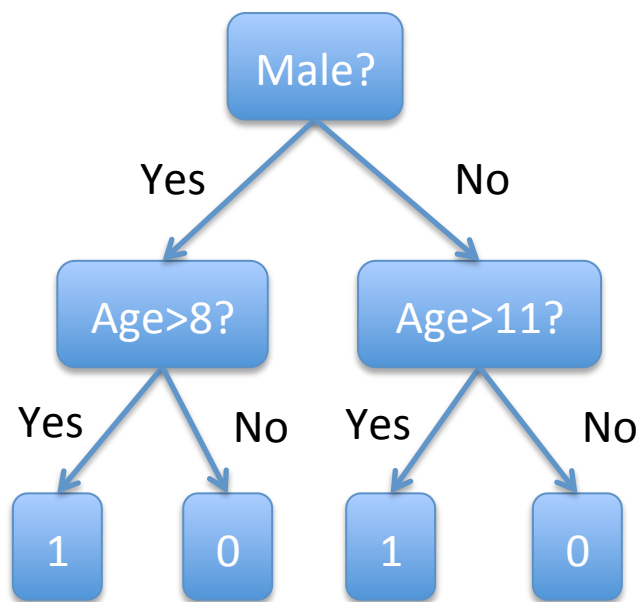 Male?
Yes
No
Age>8?
Age>11?
Yes
No
Yes
No
1
0
1
0